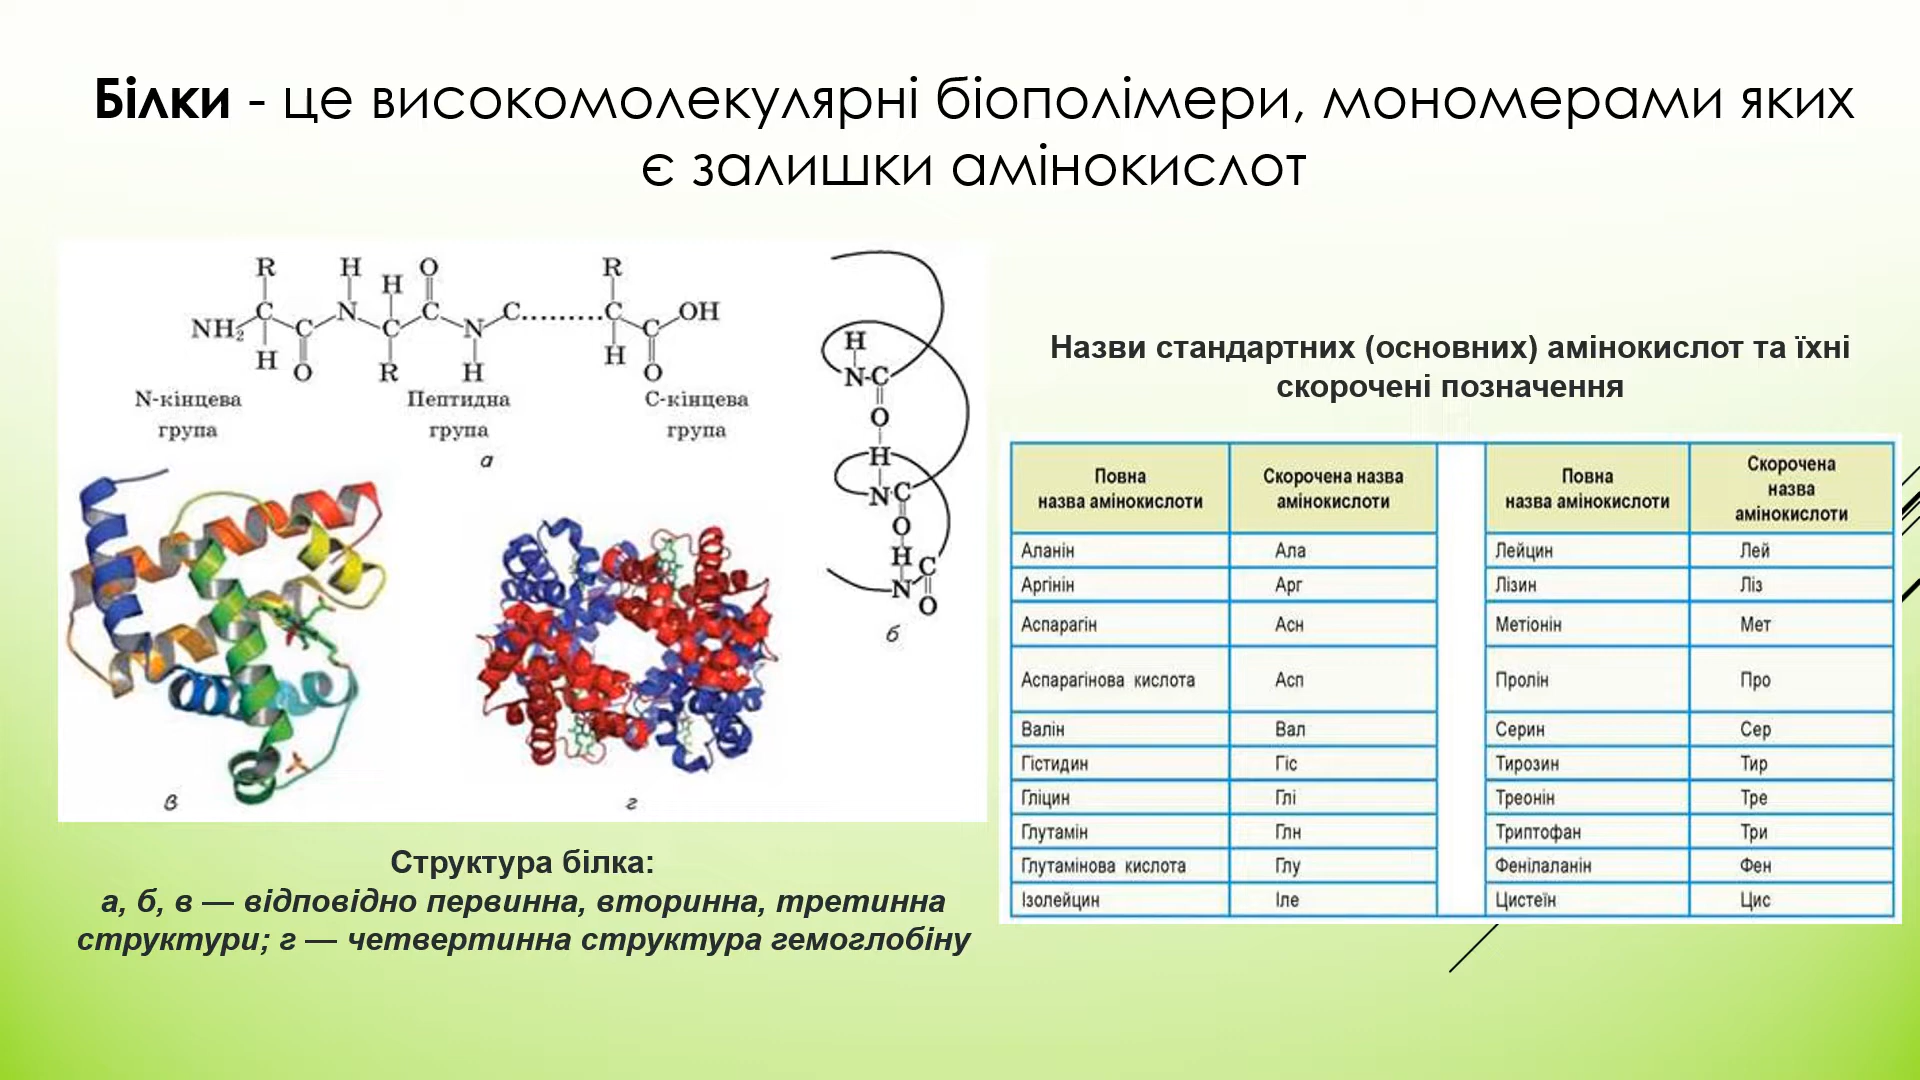 Білки - це високомолекулярні біополімери, мономерами яких
є залишки амінокислот
R H H O R
NH₂ C C N C C N C.........C C OH
H O R H H O
N-кінцева група
Пептидна група
С-кінцева група
а
H
N-C
O
H
N C
O
H C
N O
б
в
г
Структура білка:
а, б, в — відповідно первинна, вторинна, третинна
структури; г — четвертинна структура гемоглобіну
Назви стандартних (основних) амінокислот та їхні
скорочені позначення
Повна
назва амінокислоти
Скорочена назва
амінокислоти
Повна
назва амінокислоти
Скорочена
назва
амінокислоти
Аланін Ала Лейцин Лей
Аргінін Арг Лізин Ліз
Аспарагін Асн Метіонін Мет
Аспарагінова кислота Асп Пролін Про
Валін Вал Серин Сер
Гістидин Гіс Тирозин Тир
Гліцин Глі Треонін Тре
Глутамін Глн Триптофан Три
Глутамінова кислота Глу Фенілаланін Фен
Ізолейцин Іле Цистеїн Цис